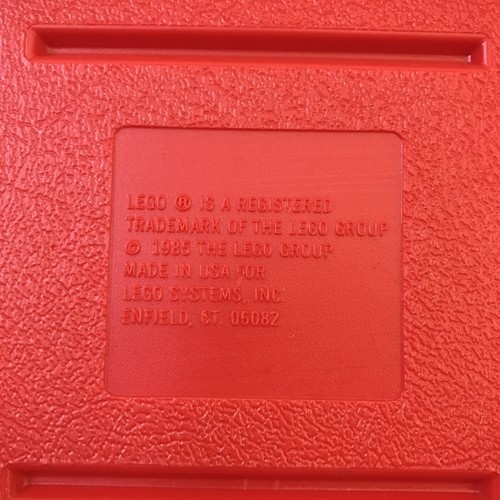 LEGO ® IS A REGISTERED
TRADEMARK OF THE LEGO GROUP
© 1985 THE LEGO GROUP
MADE IN USA FOR
LEGO SYSTEMS, INC
ENFIELD, CT. 06082